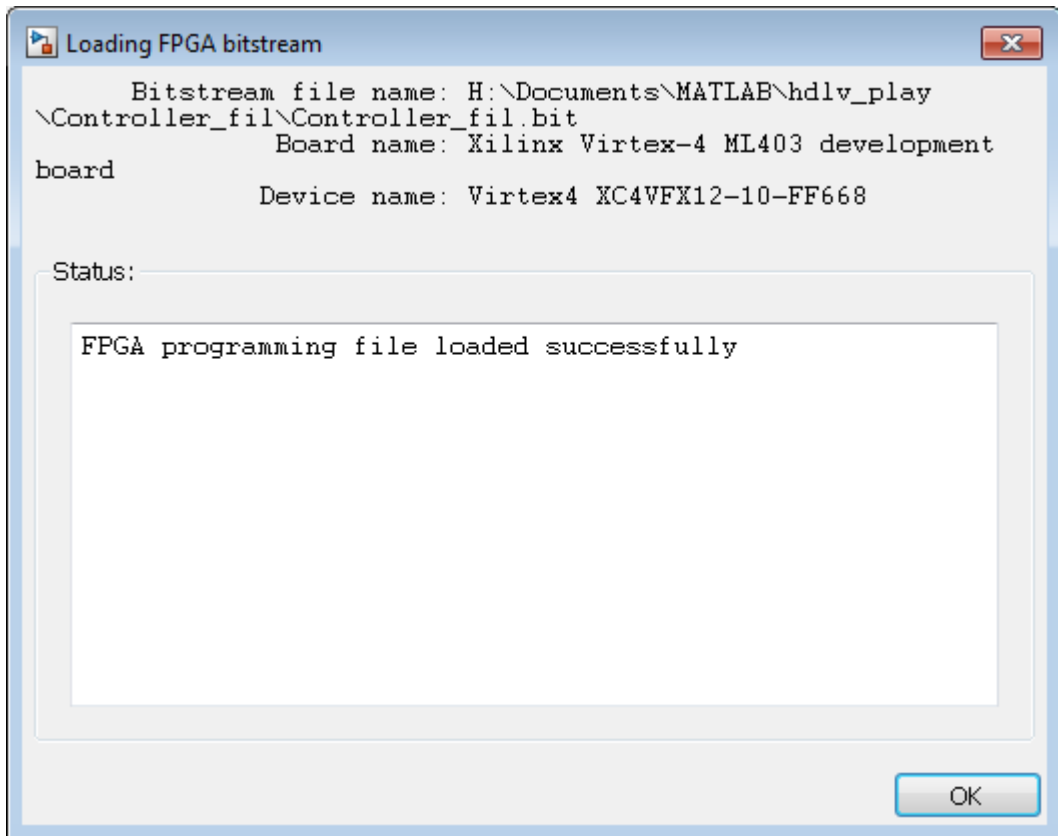 Loading FPGA bitstream
Bitstream file name: H:\Documents\MATLAB\hdlv_play
\Controller_fil\Controller_fil.bit
Board name: Xilinx Virtex-4 ML403 development
board
Device name: Virtex4 XC4VFX12-10-FF668
Status:
FPGA programming file loaded successfully
OK